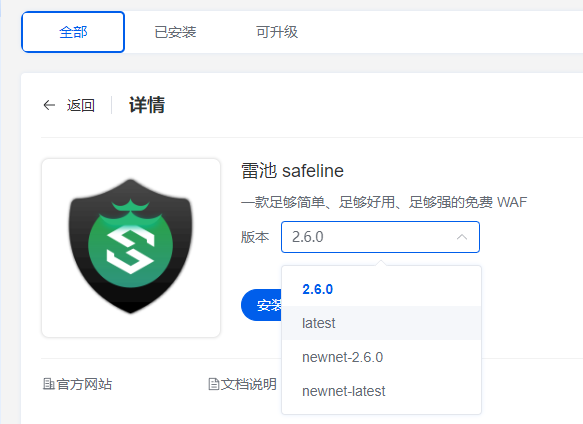 全部 已安装 可升级
返回 详情
雷池 safeline
一款足够简单、足够好用、足够强的免费 WAF
版本 2.6.0
2.6.0
安装
latest
newnet-2.6.0
官方网站 文档说明
newnet-latest